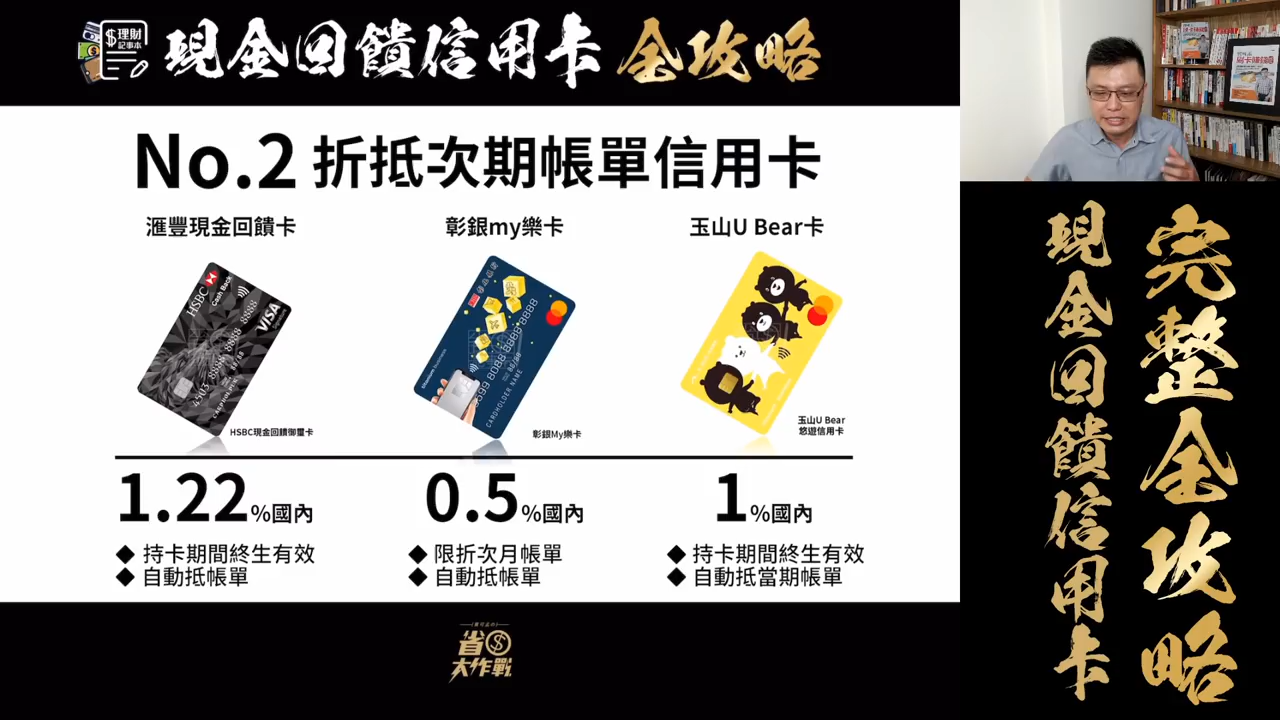 $理財
記事本
現金回饋信用卡 全攻略
No.2 折抵次期帳單信用卡
滙豐現金回饋卡
彰銀my樂卡
玉山U Bear卡
HSBC
Cash Back
VISA
Signature
HSBC現金回饋御璽卡
CARDHOLDER NAME
彰銀My樂卡
玉山U Bear
悠遊信用卡
1.22%國內
0.5%國內
1%國內
◆ 持卡期間終生有效
◆ 自動抵帳單
◆ 限折次月帳單
◆ 自動抵帳單
◆ 持卡期間終生有效
◆ 自動抵當期帳單
省$
大作戰
完整全攻略
現金回饋信用卡